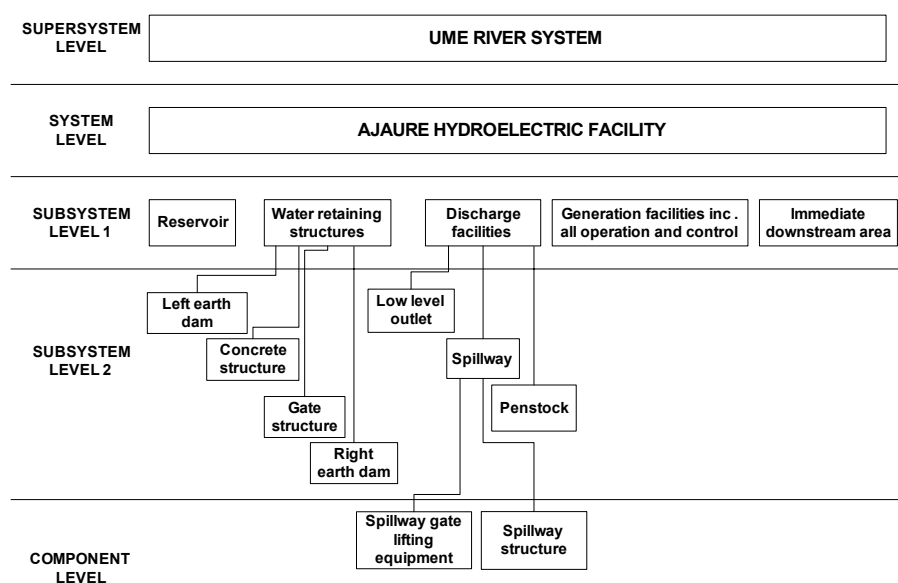 SUPERSYSTEM
LEVEL
UME RIVER SYSTEM
SYSTEM
LEVEL
AJAURE HYDROELECTRIC FACILITY
SUBSYSTEM
LEVEL 1
Reservoir
Water retaining
structures
Discharge
facilities
Generation facilities inc .
all operation and control
Immediate
downstream area
SUBSYSTEM
LEVEL 2
Left earth
dam
Low level
outlet
Concrete
structure
Spillway
Gate
structure
Penstock
Right
earth dam
COMPONENT
LEVEL
Spillway gate
lifting
equipment
Spillway
structure